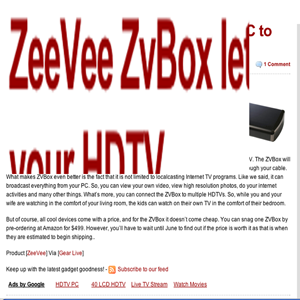 ZeeVee ZvBox let
C to
1 Comment
your HDTV
V. The ZVBox will
ough your cable.
What makes ZVBox even better is the fact that it is not limited to localcasting Internet TV programs. Like we said, it can
broadcast everything from your PC. So, you can view your own video, view high resolution photos, do your internet
activities and many other things. What's more, you can connect the ZVBox to multiple HDTVs. So, while you and your
wife are watching in the comfort of your living room, the kids can watch on their own TV in the comfort of their bedroom.
But of course, all cool devices come with a price, and for the ZVBox it doesn't come cheap. You can snag one ZVBox by
pre-ordering at Amazon for $499. However, you'll have to wait until June to find out if the price is worth it as that is when
they are estimated to begin shipping..
Product [ZeeVee] Via [Gear Live]
Keep up with the latest gadget goodness! - Subscribe to our feed
Ads by Google HDTV PC 40 LCD HDTV Live TV Stream Watch Movies